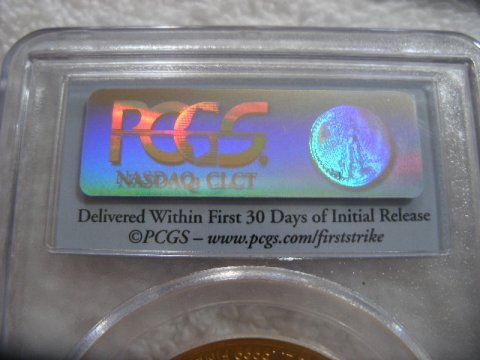 PCGS.
NASDAQ: CLCT
Delivered Within First 30 Days of Initial Release
©PCGS – www.pcgs.com/firststrike